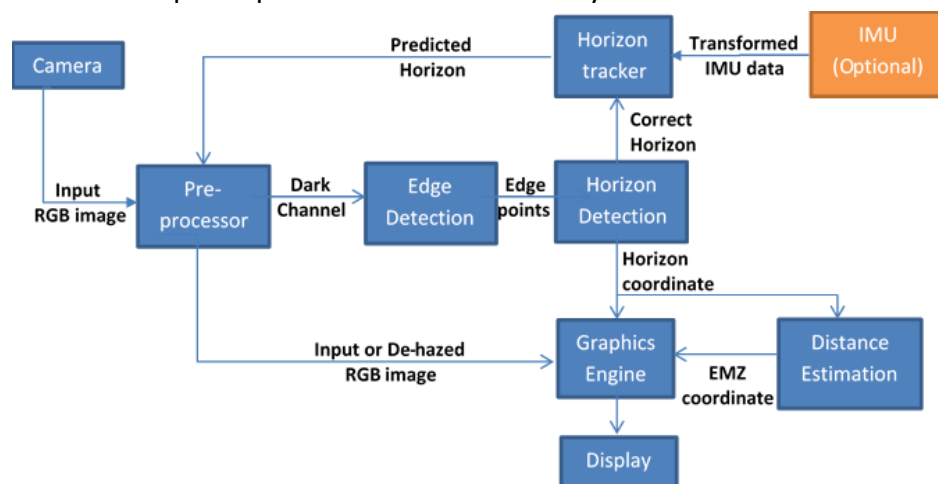 Camera
Predicted
Horizon
Horizon
tracker
Transformed
IMU data
IMU
(Optional)
Correct
Horizon
Input
RGB image
Pre-
processor
Dark
Channel
Edge
Detection
Edge
points
Horizon
Detection
Horizon
coordinate
Input or De-hazed
RGB image
Graphics
Engine
EMZ
coordinate
Distance
Estimation
Display